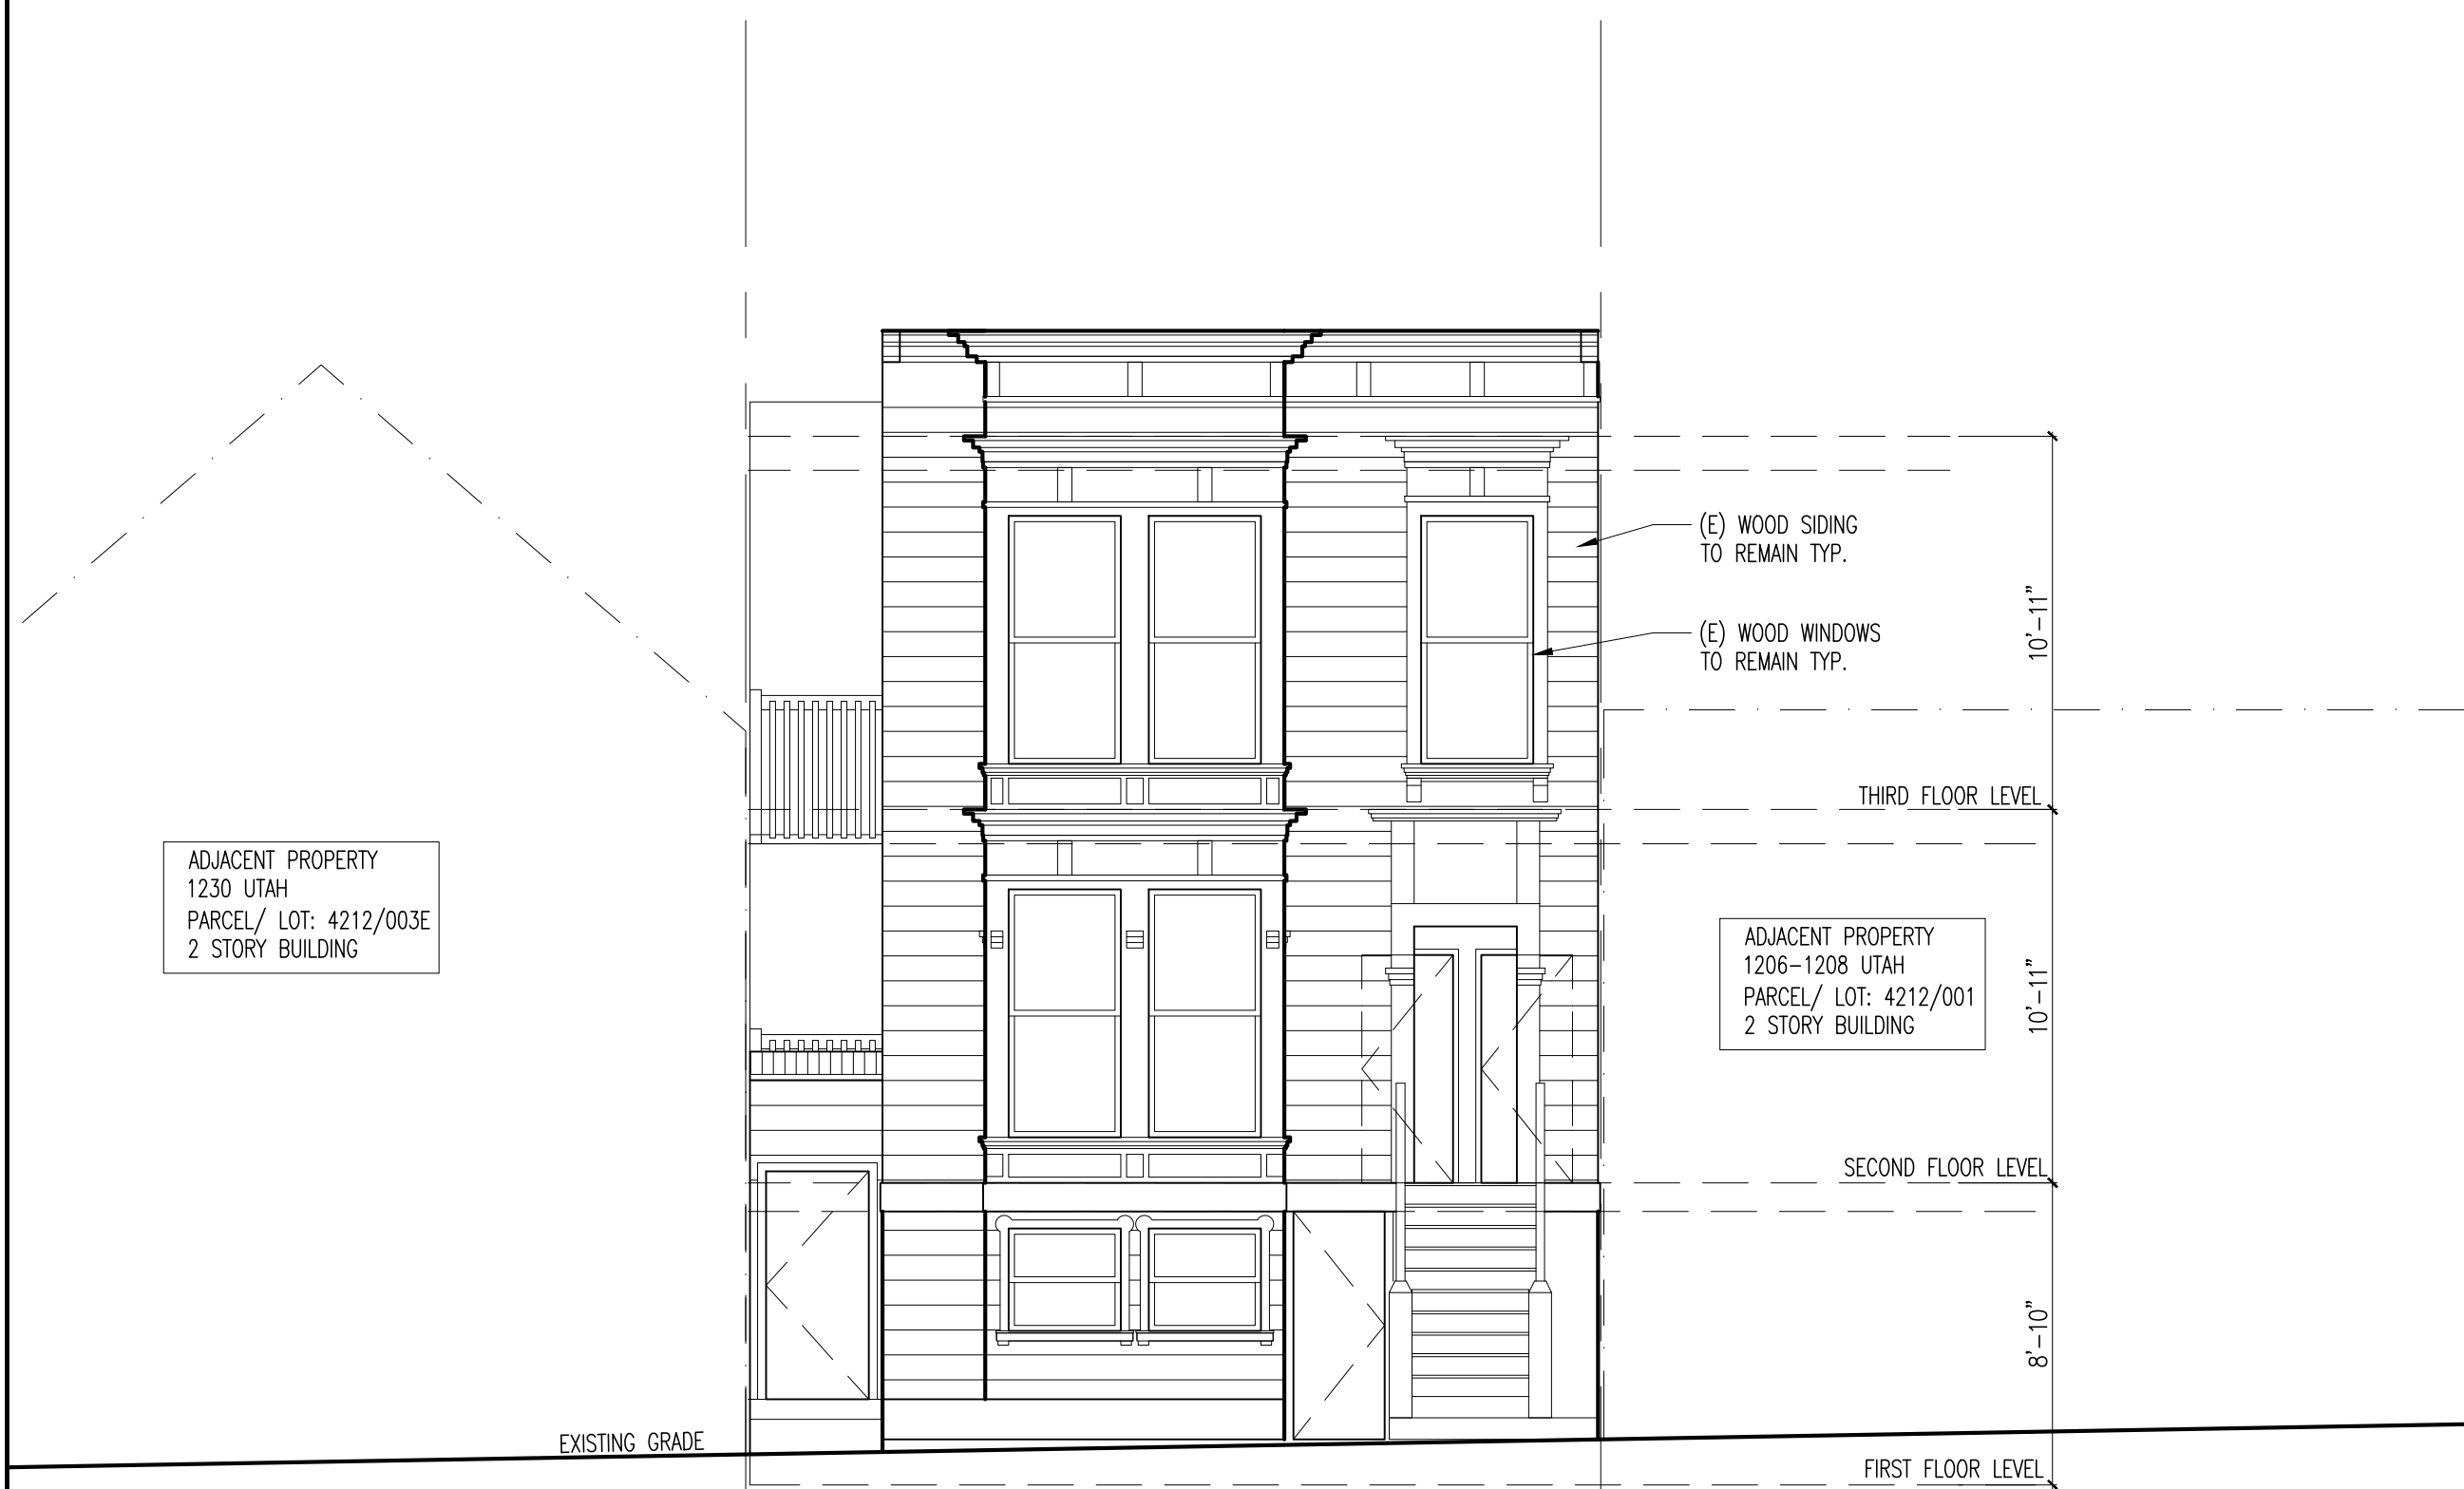 (E) WOOD SIDING
TO REMAIN TYP.
(E) WOOD WINDOWS
TO REMAIN TYP.
10'-11"
THIRD FLOOR LEVEL
ADJACENT PROPERTY
1230 UTAH
PARCEL/ LOT: 4212/003E
2 STORY BUILDING
ADJACENT PROPERTY
1206-1208 UTAH
PARCEL/ LOT: 4212/001
2 STORY BUILDING
10'-11"
SECOND FLOOR LEVEL
8'-10"
EXISTING GRADE
FIRST FLOOR LEVEL